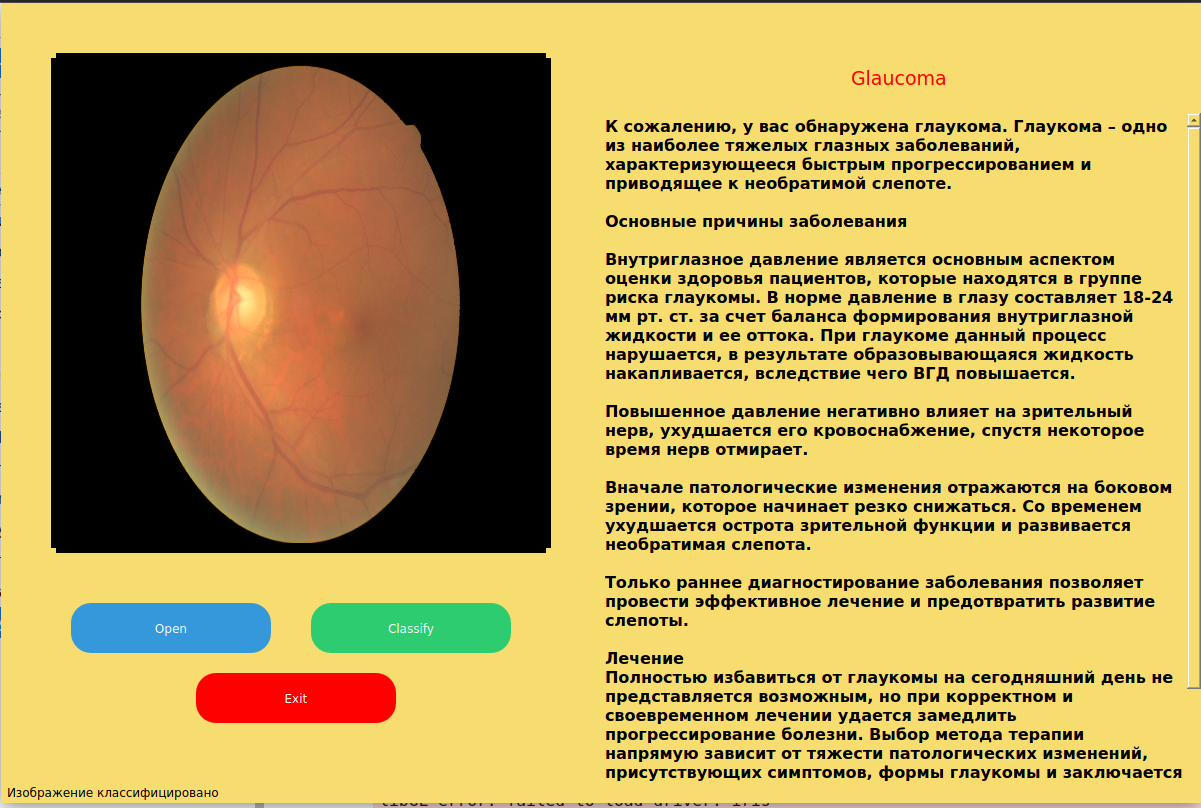 Glaucoma
К сожалению, у вас обнаружена глаукома. Глаукома – одно
из наиболее тяжелых глазных заболеваний,
характеризующееся быстрым прогрессированием и
приводящее к необратимой слепоте.
Основные причины заболевания
Внутриглазное давление является основным аспектом
оценки здоровья пациентов, которые находятся в группе
риска глаукомы. В норме давление в глазу составляет 18-24
мм рт. ст. за счет баланса формирования внутриглазной
жидкости и ее оттока. При глаукоме данный процесс
нарушается, в результате образовывающаяся жидкость
накапливается, вследствие чего ВГД повышается.
Повышенное давление негативно влияет на зрительный
нерв, ухудшается его кровоснабжение, спустя некоторое
время нерв отмирает.
Вначале патологические изменения отражаются на боковом
зрении, которое начинает резко снижаться. Со временем
ухудшается острота зрительной функции и развивается
необратимая слепота.
Только раннее диагностирование заболевания позволяет
провести эффективное лечение и предотвратить развитие
слепоты.
Лечение
Полностью избавиться от глаукомы на сегодняшний день не
представляется возможным, но при корректном и
своевременном лечении удается замедлить
прогрессирование болезни. Выбор метода терапии
напрямую зависит от тяжести патологических изменений,
присутствующих симптомов, формы глаукомы и заключается
Open
Classify
Exit
Изображение классифицировано